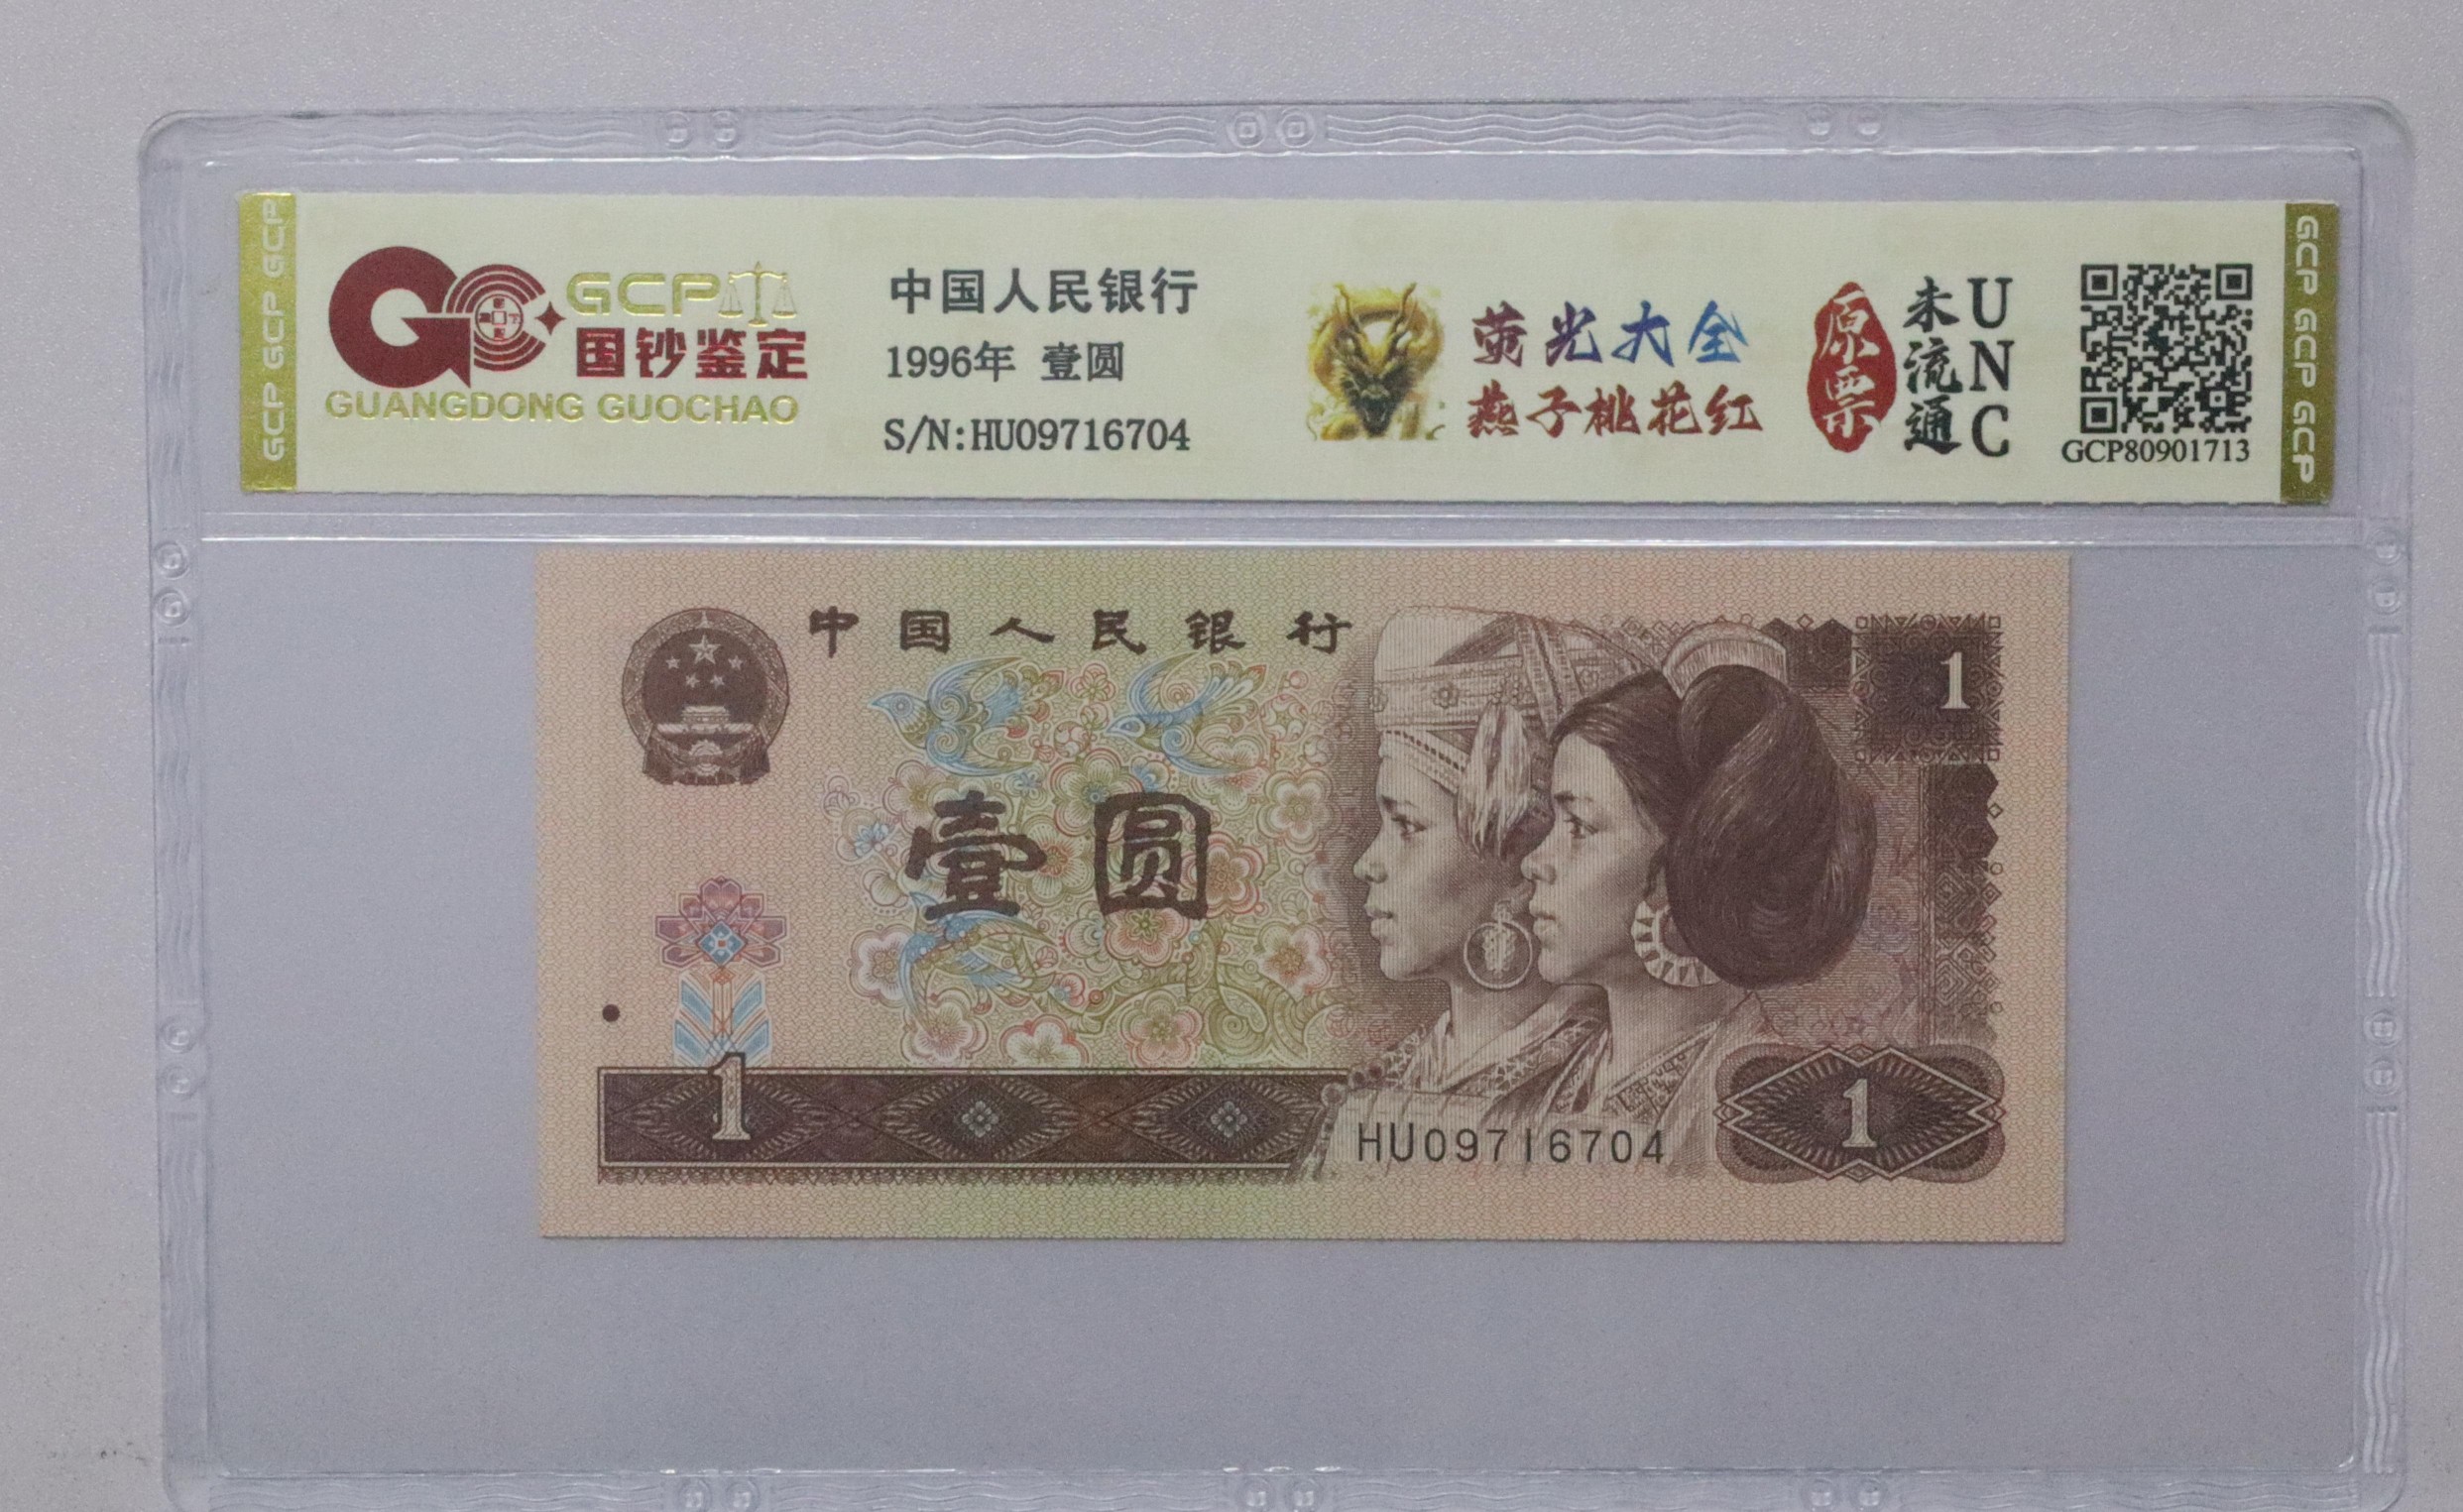 GCP GCP GCP
GCP
国钞鉴定
GUANGDONG GUOCHAO
中国人民银行
1996年 壹圆
S/N:HU09716704
荧光大全
燕子桃花红
原票
未流通
UNC
GCP80901713
GCP GCP GCP
中国人民银行
1
壹圆
1
HU09716704
1